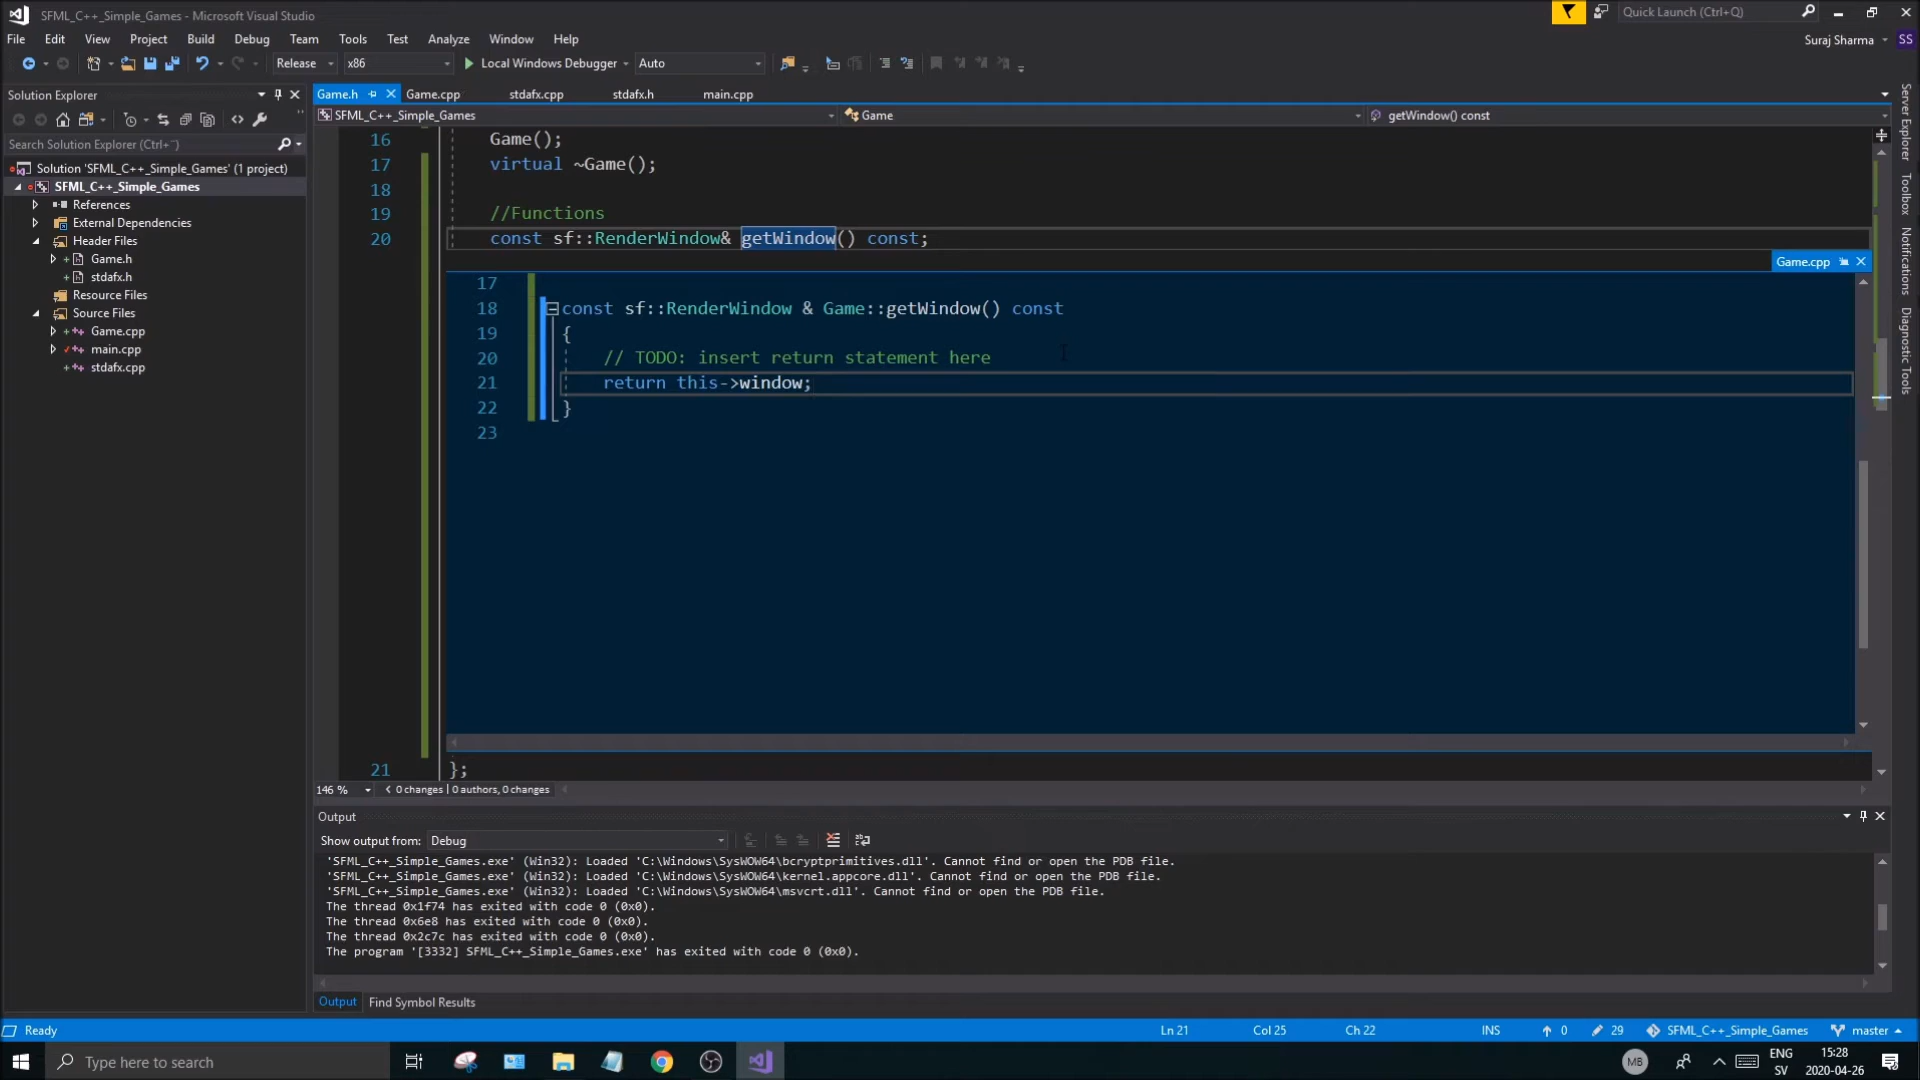 SFML_C++_Simple_Games - Microsoft Visual Studio
Quick Launch (Ctrl+Q)
File Edit View Project Build Debug Team Tools Test Analyze Window Help
Suraj Sharma SS
Release x86 Local Windows Debugger Auto
Solution Explorer
Search Solution Explorer (Ctrl+¨)
Solution 'SFML_C++_Simple_Games' (1 project)
SFML_C++_Simple_Games
References
External Dependencies
Header Files
Game.h
stdafx.h
Resource Files
Source Files
Game.cpp
main.cpp
stdafx.cpp
Game.h Game.cpp stdafx.cpp stdafx.h main.cpp
SFML_C++_Simple_Games Game getWindow() const
16 Game();
17 virtual ~Game();
18
19 //Functions
20 const sf::RenderWindow& getWindow() const;
Game.cpp
17
18 const sf::RenderWindow & Game::getWindow() const
19 {
20 // TODO: insert return statement here
21 return this->window;
22 }
23
21 };
146 % 0 changes | 0 authors, 0 changes
Output
Show output from: Debug
'SFML_C++_Simple_Games.exe' (Win32): Loaded 'C:\Windows\SysWOW64\bcryptprimitives.dll'. Cannot find or open the PDB file.
'SFML_C++_Simple_Games.exe' (Win32): Loaded 'C:\Windows\SysWOW64\kernel.appcore.dll'. Cannot find or open the PDB file.
'SFML_C++_Simple_Games.exe' (Win32): Loaded 'C:\Windows\SysWOW64\msvcrt.dll'. Cannot find or open the PDB file.
The thread 0x1f74 has exited with code 0 (0x0).
The thread 0x6e8 has exited with code 0 (0x0).
The thread 0x2c7c has exited with code 0 (0x0).
The program '[3332] SFML_C++_Simple_Games.exe' has exited with code 0 (0x0).
Output Find Symbol Results
Server Explorer
Toolbox
Notifications
Diagnostic Tools
Ready Ln 21 Col 25 Ch 22 INS 0 29 SFML_C++_Simple_Games master
Type here to search
MB
ENG
SV
15:28
2020-04-26